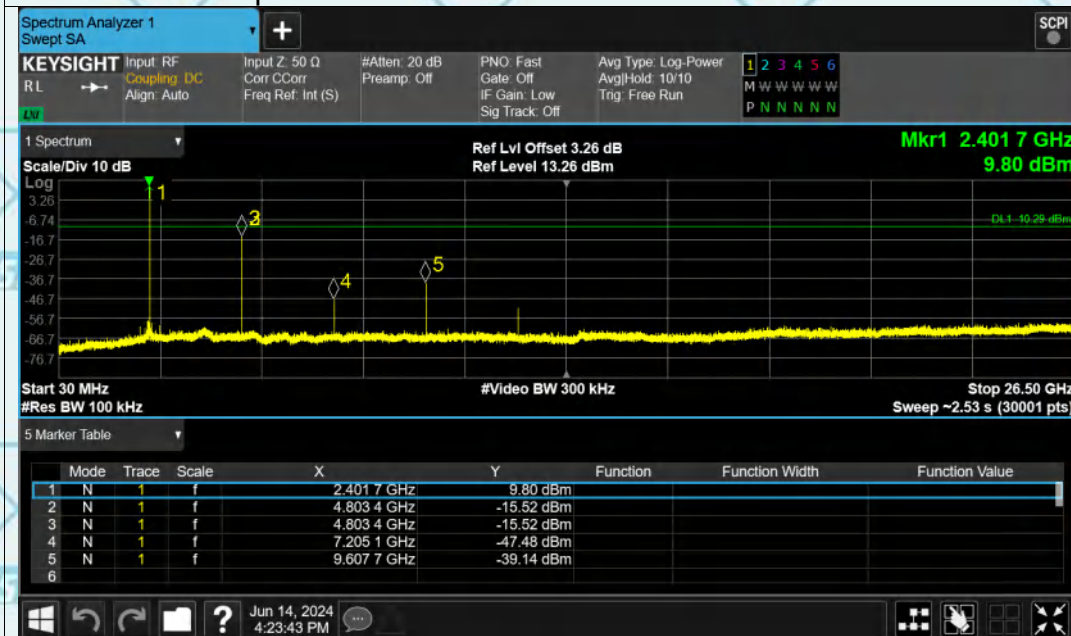 Spectrum Analyzer 1
Swept SA
+
SCPI
KEYSIGHT
RL
LXI
Input: RF
Coupling: DC
Align: Auto
Input Z: 50 Ω
Corr CCorr
Freq Ref: Int (S)
#Atten: 20 dB
Preamp: Off
PNO: Fast
Gate: Off
IF Gain: Low
Sig Track: Off
Avg Type: Log-Power
Avg|Hold: 10/10
Trig: Free Run
1 2 3 4 5 6
M W W W W W
P N N N N N
1 Spectrum
Scale/Div 10 dB
Ref Lvl Offset 3.26 dB
Ref Level 13.26 dBm
Mkr1 2.401 7 GHz
9.80 dBm
Log
3.26
-6.74
-16.7
-26.7
-36.7
-46.7
-56.7
-66.7
-76.7
1
3
4
5
DL1 -10.29 dBm
Start 30 MHz
#Video BW 300 kHz
Stop 26.50 GHz
#Res BW 100 kHz
Sweep ~2.53 s (30001 pts)
5 Marker Table
Mode Trace Scale X Y Function Function Width Function Value
1 N 1 f 2.401 7 GHz 9.80 dBm
2 N 1 f 4.803 4 GHz -15.52 dBm
3 N 1 f 4.803 4 GHz -15.52 dBm
4 N 1 f 7.205 1 GHz -47.48 dBm
5 N 1 f 9.607 7 GHz -39.14 dBm
6
?
Jun 14, 2024
4:23:43 PM